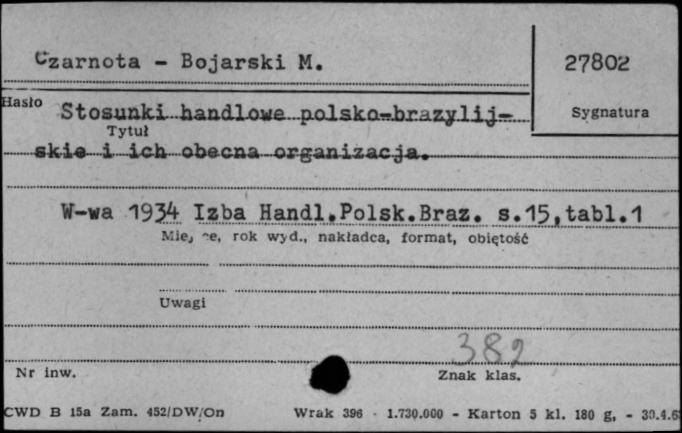 Czarnota - Bojarski M.
27802
Hasło
Stosunki handlowe polsko-brazylij-
Sygnatura
Tytuł
skie i ich obecna organizacja.
W-wa 1934 Izba Handl.Polsk.Braz. s.15,tabl.1
rok wyd., nakładca, format, objętość
Uwagi
382
Nr inw.
Znak klas.
CWD B 15a Zam. 452/DW/On Wrak 396 - 1.730.000 - Karton 5 kl. 180 g. -